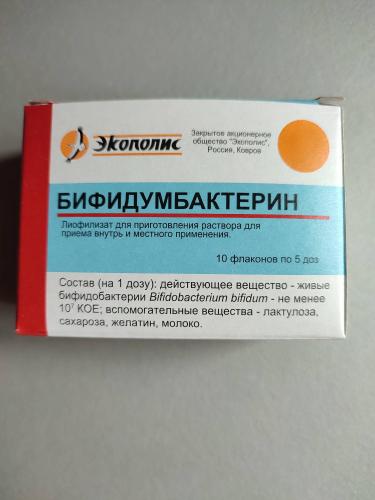 Экополис
Закрытое акционерное
общество "Экополис",
Россия, Ковров
БИФИДУМБАКТЕРИН
Лиофилизат для приготовления раствора для
приема внутрь и местного применения.
10 флаконов по 5 доз
Состав (на 1 дозу): действующее вещество - живые
бифидобактерии Bifidobacterium bifidum - не менее
10⁷ КОЕ; вспомогательные вещества - лактулоза,
сахароза, желатин, молоко.